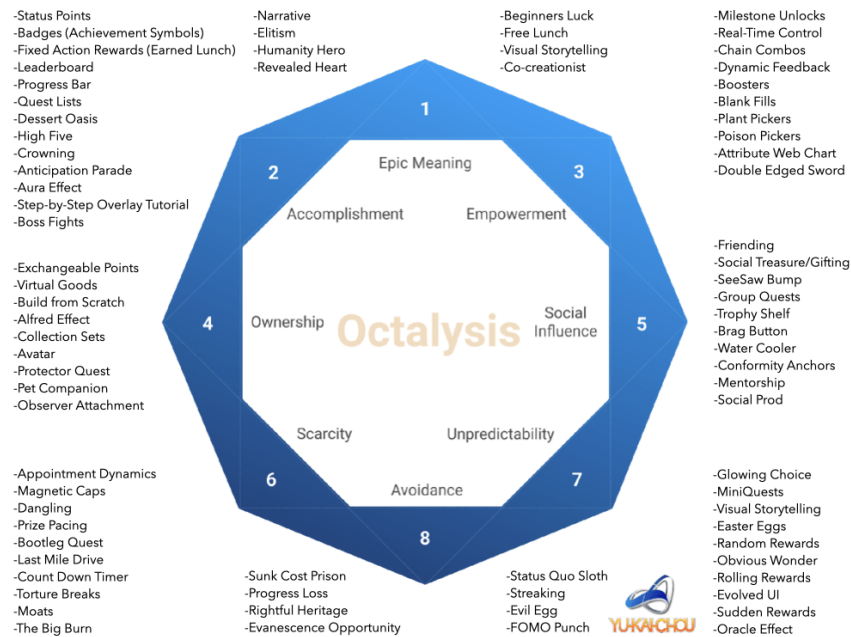 -Status Points
-Badges (Achievement Symbols)
-Fixed Action Rewards (Earned Lunch)
-Leaderboard
-Progress Bar
-Quest Lists
-Dessert Oasis
-High Five
-Crowning
-Anticipation Parade
-Aura Effect
-Step-by-Step Overlay Tutorial
-Boss Fights
-Narrative
-Elitism
-Humanity Hero
-Revealed Heart
-Beginners Luck
-Free Lunch
-Visual Storytelling
-Co-creationist
-Milestone Unlocks
-Real-Time Control
-Chain Combos
-Dynamic Feedback
-Boosters
-Blank Fills
-Plant Pickers
-Poison Pickers
-Attribute Web Chart
-Double Edged Sword
1
Epic Meaning
2
Accomplishment
3
Empowerment
-Exchangeable Points
-Virtual Goods
-Build from Scratch
-Alfred Effect
-Collection Sets
-Avatar
-Protector Quest
-Pet Companion
-Observer Attachment
4
Ownership
Octalysis
Social
Influence
5
-Friending
-Social Treasure/Gifting
-SeeSaw Bump
-Group Quests
-Trophy Shelf
-Brag Button
-Water Cooler
-Conformity Anchors
-Mentorship
-Social Prod
Scarcity
6
Unpredictability
7
Avoidance
8
-Appointment Dynamics
-Magnetic Caps
-Dangling
-Prize Pacing
-Bootleg Quest
-Last Mile Drive
-Count Down Timer
-Torture Breaks
-Moats
-The Big Burn
-Sunk Cost Prison
-Progress Loss
-Rightful Heritage
-Evanescence Opportunity
-Status Quo Sloth
-Streaking
-Evil Egg
-FOMO Punch
YU-KAI CHOU
-Glowing Choice
-MiniQuests
-Visual Storytelling
-Easter Eggs
-Random Rewards
-Obvious Wonder
-Rolling Rewards
-Evolved UI
-Sudden Rewards
-Oracle Effect